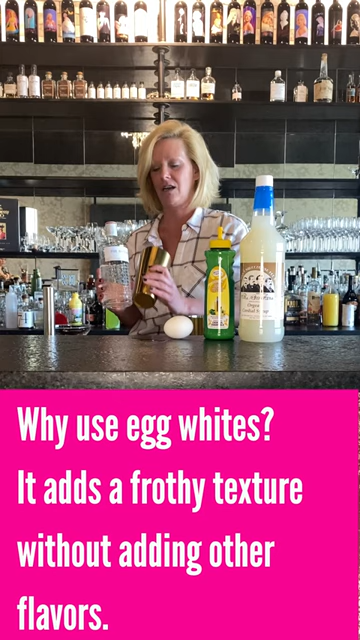 Why use egg whites?
It adds a frothy texture
without adding other
flavors.